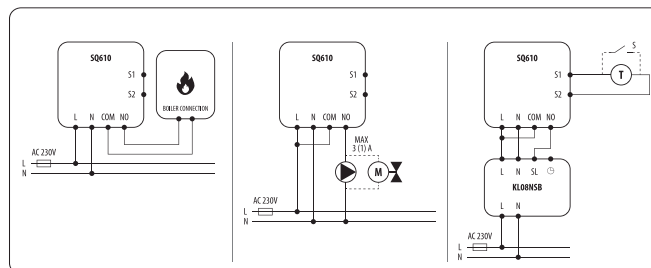 SQ610
S1
S2
L N COM NO
BOILER CONNECTION
AC 230V
L
N
SQ610
S1
S2
L N COM NO
MAX
3 (1) A
M
AC 230V
L
N
SQ610
S1
S2
L N COM NO
S
T
L N SL
KL08NSB
L N
AC 230V
L
N